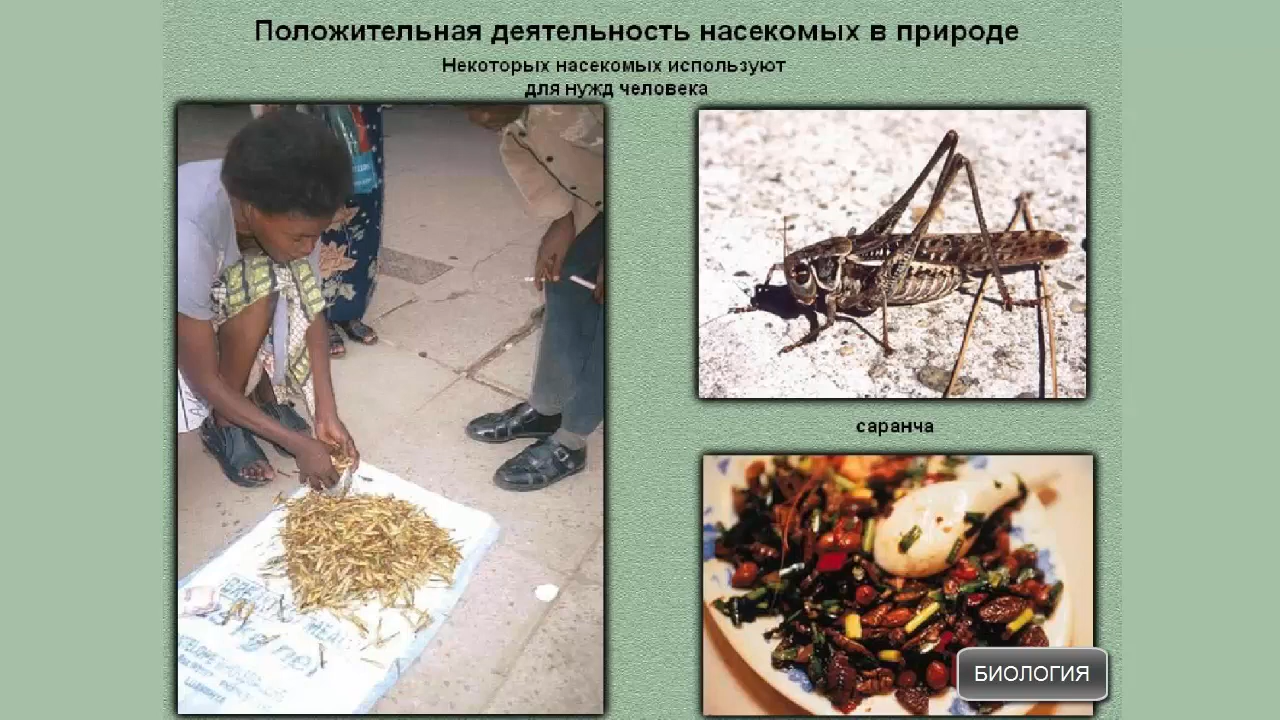 Положительная деятельность насекомых в природе
Некоторых насекомых используют
для нужд человека
саранча
БИОЛОГИЯ